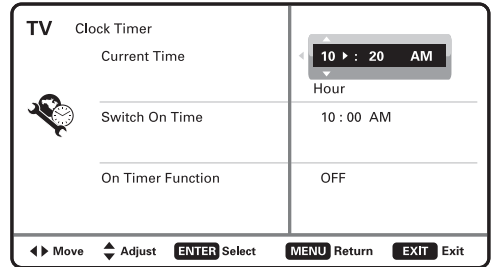 TV Clock Timer
Current Time 10 : 20 AM
Hour
Switch On Time 10 : 00 AM
On Timer Function OFF
Move Adjust ENTER Select MENU Return EXIT Exit